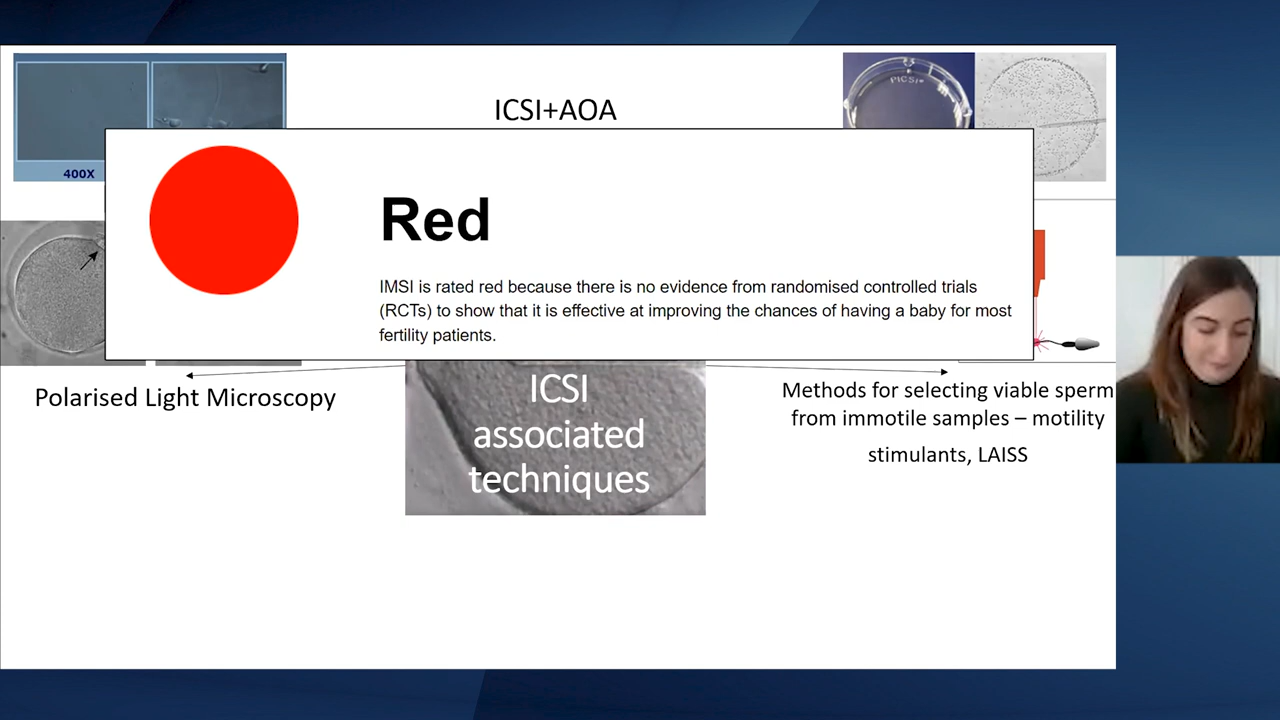 ICSI+AOA
PICSI
400X
Red
IMSI is rated red because there is no evidence from randomised controlled trials
(RCTs) to show that it is effective at improving the chances of having a baby for most
fertility patients.
Polarised Light Microscopy
ICSI
associated
techniques
Methods for selecting viable sperm
from immotile samples – motility
stimulants, LAISS